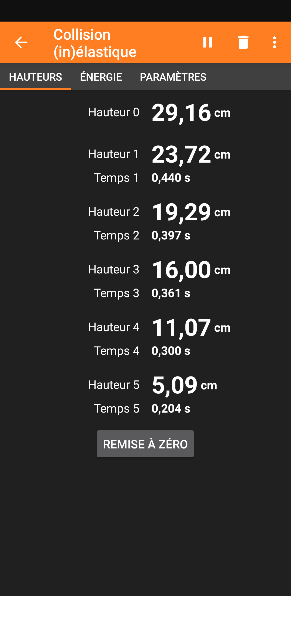 Collision
(in)élastique
HAUTEURS ÉNERGIE PARAMÈTRES
Hauteur 0 29,16 cm
Hauteur 1 23,72 cm
Temps 1 0,440 s
Hauteur 2 19,29 cm
Temps 2 0,397 s
Hauteur 3 16,00 cm
Temps 3 0,361 s
Hauteur 4 11,07 cm
Temps 4 0,300 s
Hauteur 5 5,09 cm
Temps 5 0,204 s
REMISE À ZÉRO